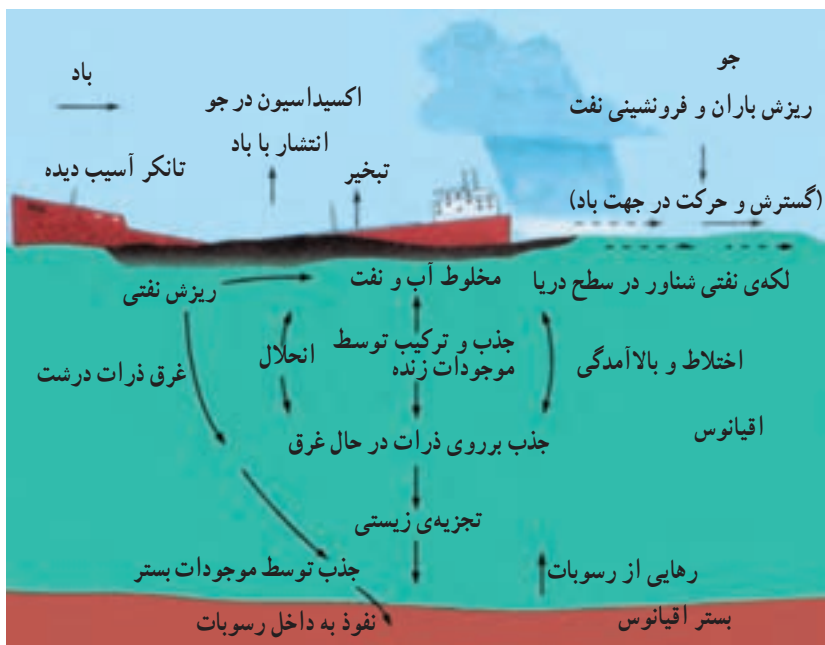 جو
باد
ریزش باران و فرونشینی نفت
اکسیداسیون در جو
انتشار با باد
تانکر آسیب دیده
تبخیر
(گسترش و حرکت در جهت باد)
لکه‌ی نفتی شناور در سطح دریا
مخلوط آب و نفت
ریزش نفتی
اختلاط و بالاآمدگی
جذب و ترکیب توسط
موجودات زنده
انحلال
غرق ذرات درشت
اقیانوس
جذب برروی ذرات در حال غرق
تجزیه‌ی زیستی
رهایی از رسوبات
جذب توسط موجودات بستر
بستر اقیانوس
نفوذ به داخل رسوبات